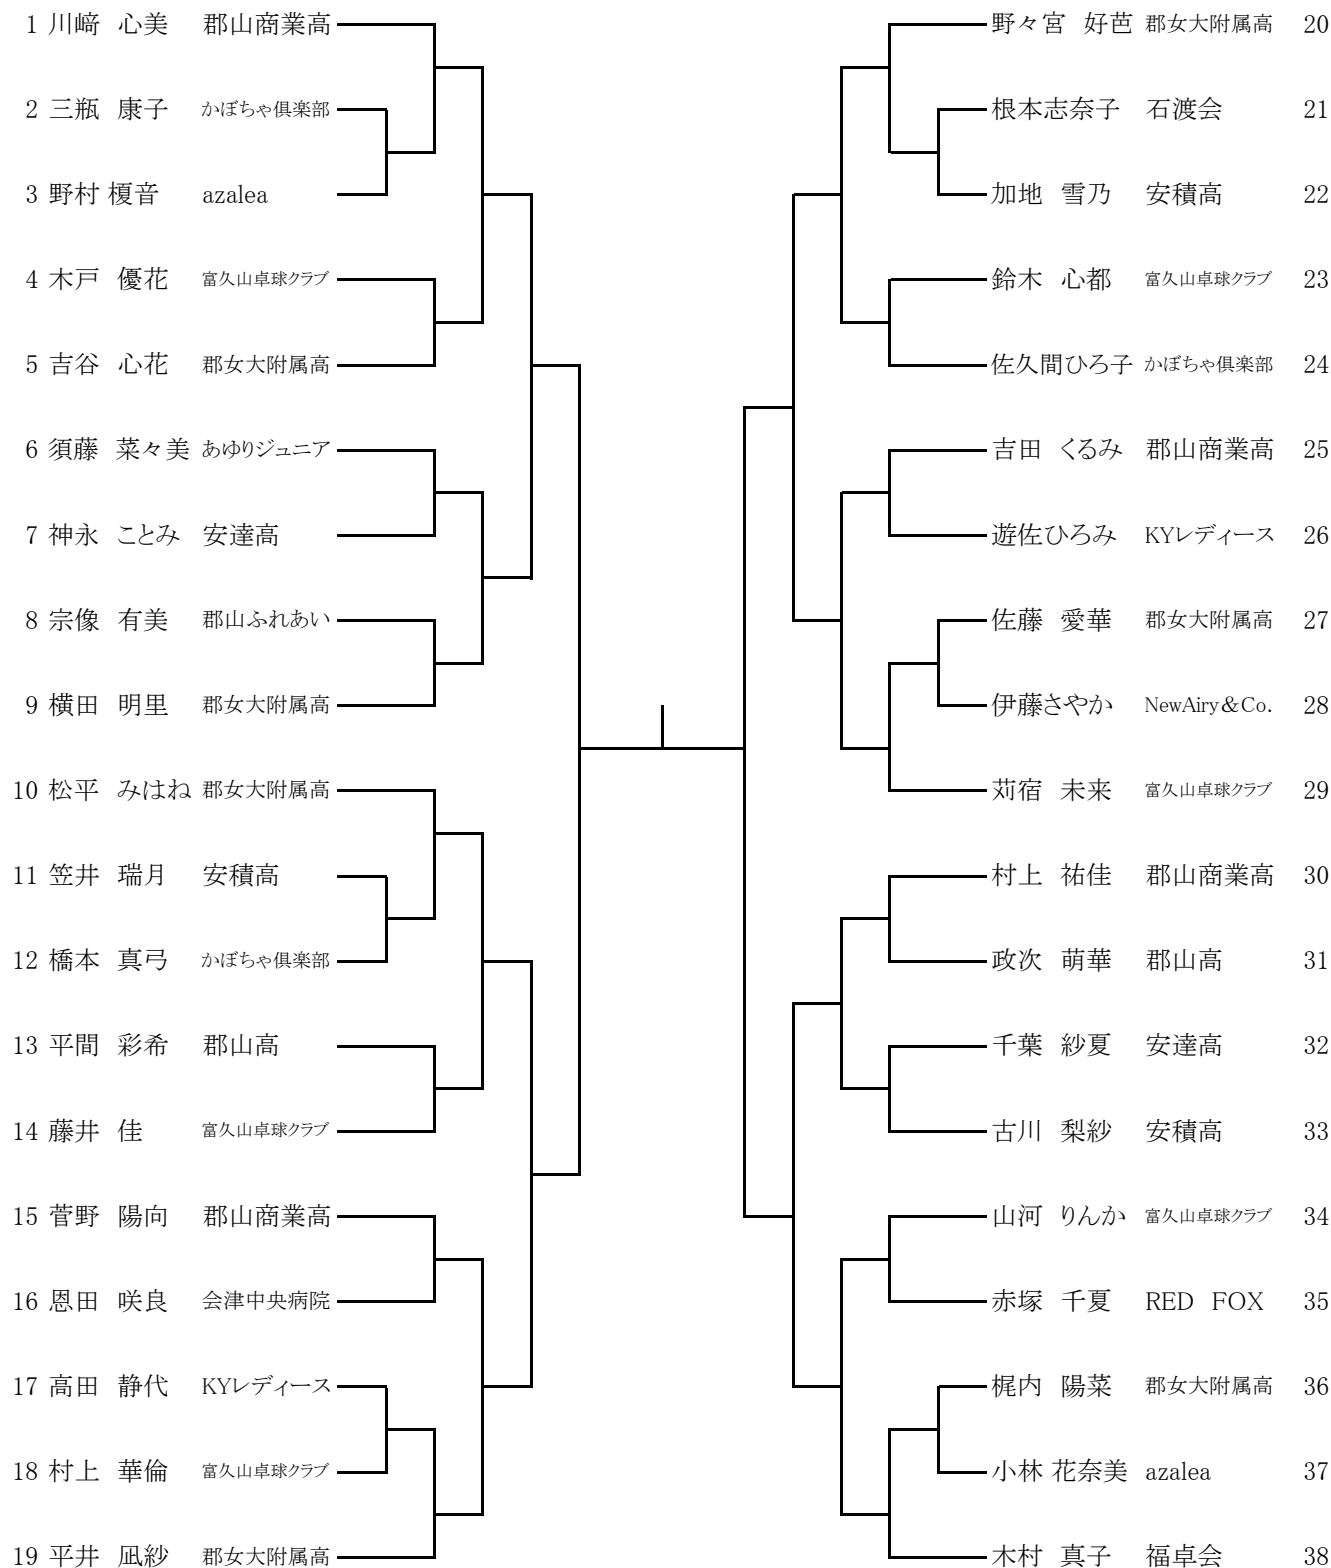 1 川﨑 心美 郡山商業高
2 三瓶 康子 かぼちゃ倶楽部
3 野村 榎音 azalea
4 木戸 優花 富久山卓球クラブ
5 吉谷 心花 郡女大附属高
6 須藤 菜々美 あゆりジュニア
7 神永 ことみ 安達高
8 宗像 有美 郡山ふれあい
9 横田 明里 郡女大附属高
10 松平 みはね 郡女大附属高
11 笠井 瑞月 安積高
12 橋本 真弓 かぼちゃ倶楽部
13 平間 彩希 郡山高
14 藤井 佳 富久山卓球クラブ
15 菅野 陽向 郡山商業高
16 恩田 咲良 会津中央病院
17 高田 静代 KYレディース
18 村上 華倫 富久山卓球クラブ
19 平井 凪紗 郡女大附属高
野々宮 好芭 郡女大附属高 20
根本志奈子 石渡会 21
加地 雪乃 安積高 22
鈴木 心都 富久山卓球クラブ 23
佐久間ひろ子 かぼちゃ倶楽部 24
吉田 くるみ 郡山商業高 25
遊佐ひろみ KYレディース 26
佐藤 愛華 郡女大附属高 27
伊藤さやか NewAiry＆Co. 28
苅宿 未来 富久山卓球クラブ 29
村上 祐佳 郡山商業高 30
政次 萌華 郡山高 31
千葉 紗夏 安達高 32
古川 梨紗 安積高 33
山河 りんか 富久山卓球クラブ 34
赤塚 千夏 RED FOX 35
梶内 陽菜 郡女大附属高 36
小林 花奈美 azalea 37
木村 真子 福卓会 38